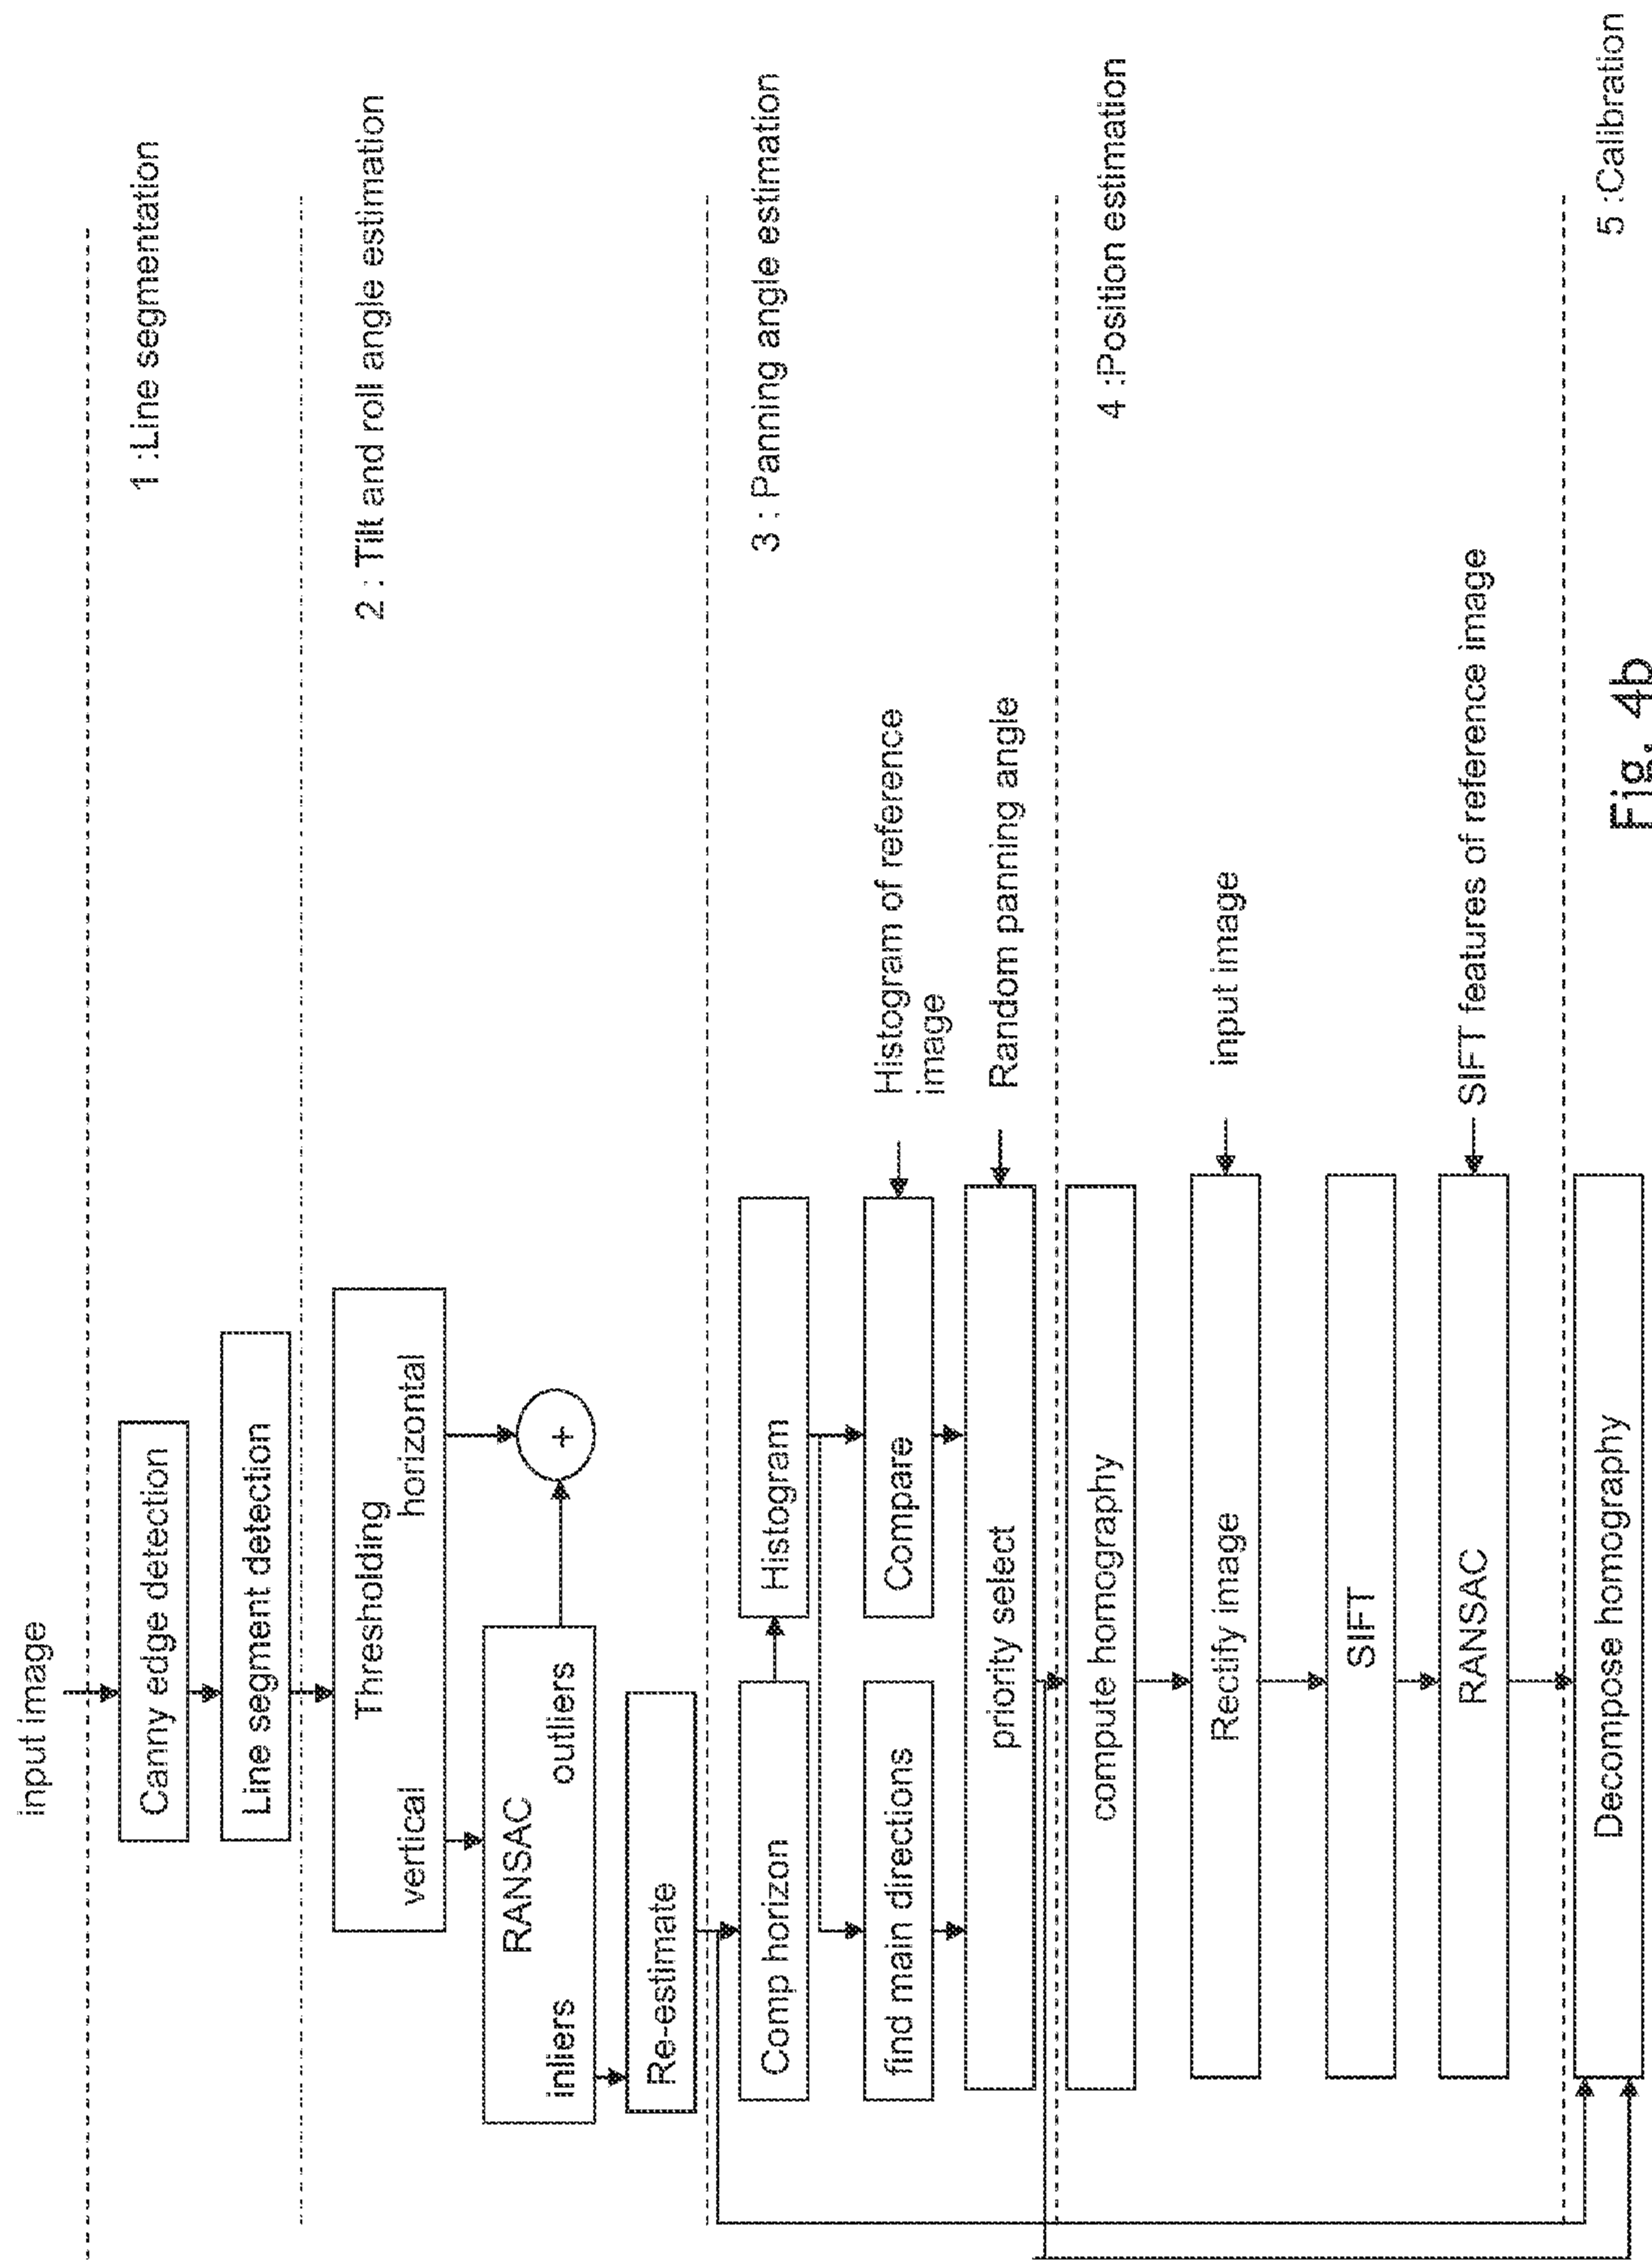 input image
1 :Line segmentation
Canny edge detection
Line segment detection
2 : Tilt and roll angle estimation
Thresholding
vertical
horizontal
RANSAC
inliers
outliers
+
Re-estimate
3 : Panning angle estimation
Comp horizon
Histogram
find main directions
Compare
Histogram of reference
image
priority select
Random panning angle
4 :Position estimation
compute homography
Rectify image
input image
SIFT
RANSAC
SIFT features of reference image
5 :Calibration
Decompose homography
Fig. 4b